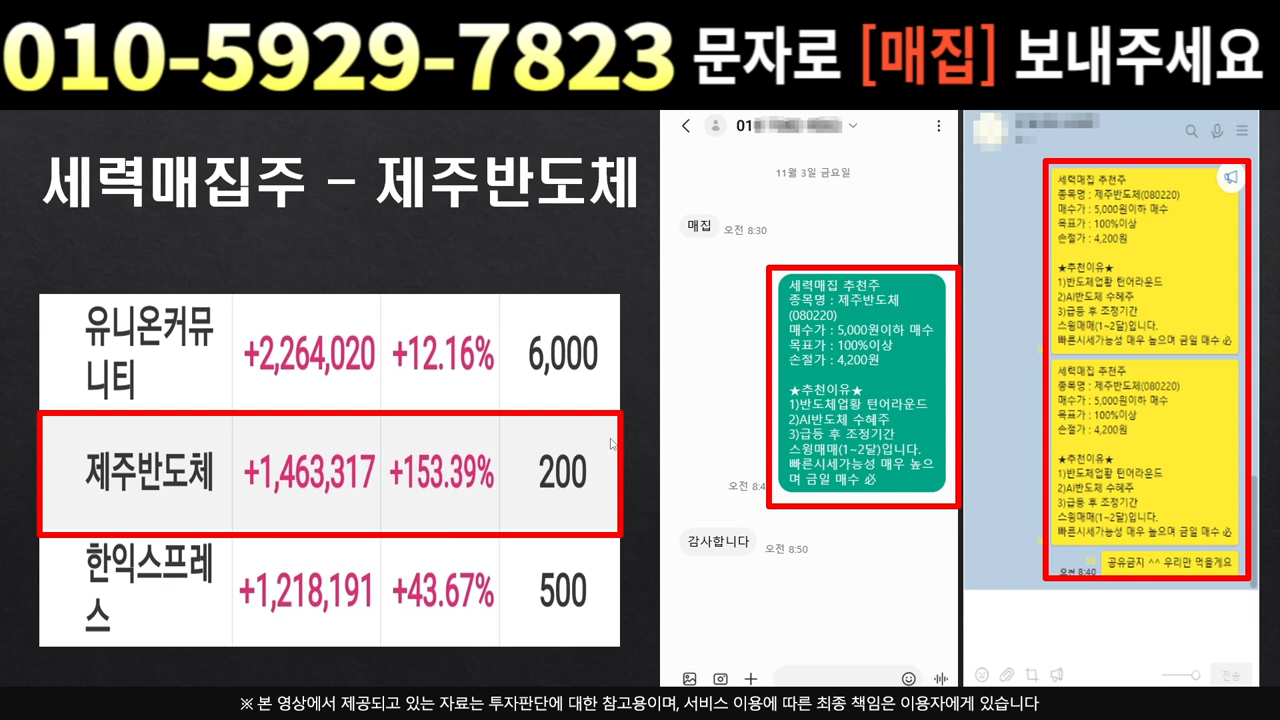 010-5929-7823 문자로 [매집] 보내주세요
세력매집주 - 제주반도체
유니온커뮤
니티
+2,264,020 +12.16% 6,000
제주반도체 +1,463,317 +153.39% 200
한익스프레
스
+1,218,191 +43.67% 500
01
11월 3일 금요일
매집 오전 8:30
세력매집 추천주
종목명 : 제주반도체
(080220)
매수가 : 5,000원이하 매수
목표가 : 100%이상
손절가 : 4,200원
★추천이유★
1)반도체업황 턴어라운드
2)AI반도체 수혜주
3)급등 후 조정기간
스윙매매(1~2달)입니다.
빠른시세가능성 매우 높으
며 금일 매수 必
오전 8:4
감사합니다 오전 8:50
세력매집 추천주
종목명 : 제주반도체(080220)
매수가 : 5,000원이하 매수
목표가 : 100%이상
손절가 : 4,200원
★추천이유★
1)반도체업황 턴어라운드
2)AI반도체 수혜주
3)급등 후 조정기간
스윙매매(1~2달)입니다.
빠른시세가능성 매우 높으며 금일 매수 必
세력매집 추천주
종목명 : 제주반도체(080220)
매수가 : 5,000원이하 매수
목표가 : 100%이상
손절가 : 4,200원
★추천이유★
1)반도체업황 턴어라운드
2)AI반도체 수혜주
3)급등 후 조정기간
스윙매매(1~2달)입니다.
빠른시세가능성 매우 높으며 금일 매수 必
오전 8:40 공유금지 ^^ 우리만 먹을게요
전송
※ 본 영상에서 제공되고 있는 자료는 투자판단에 대한 참고용이며, 서비스 이용에 따른 최종 책임은 이용자에게 있습니다